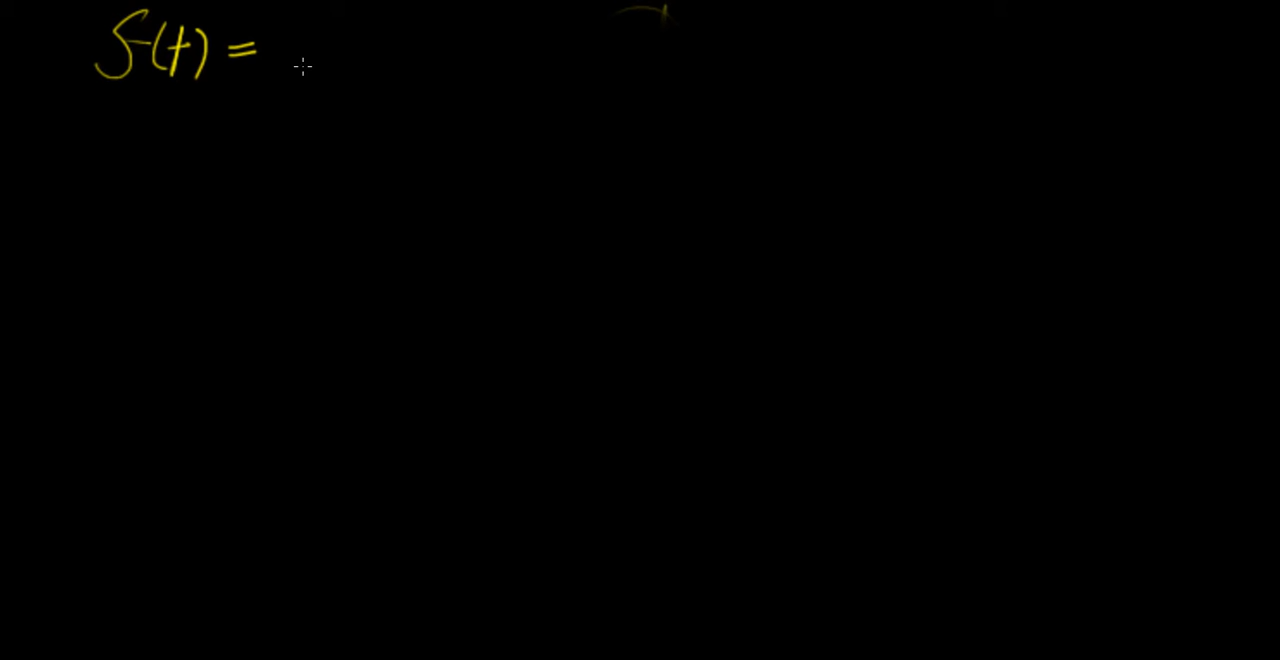 f(t) =